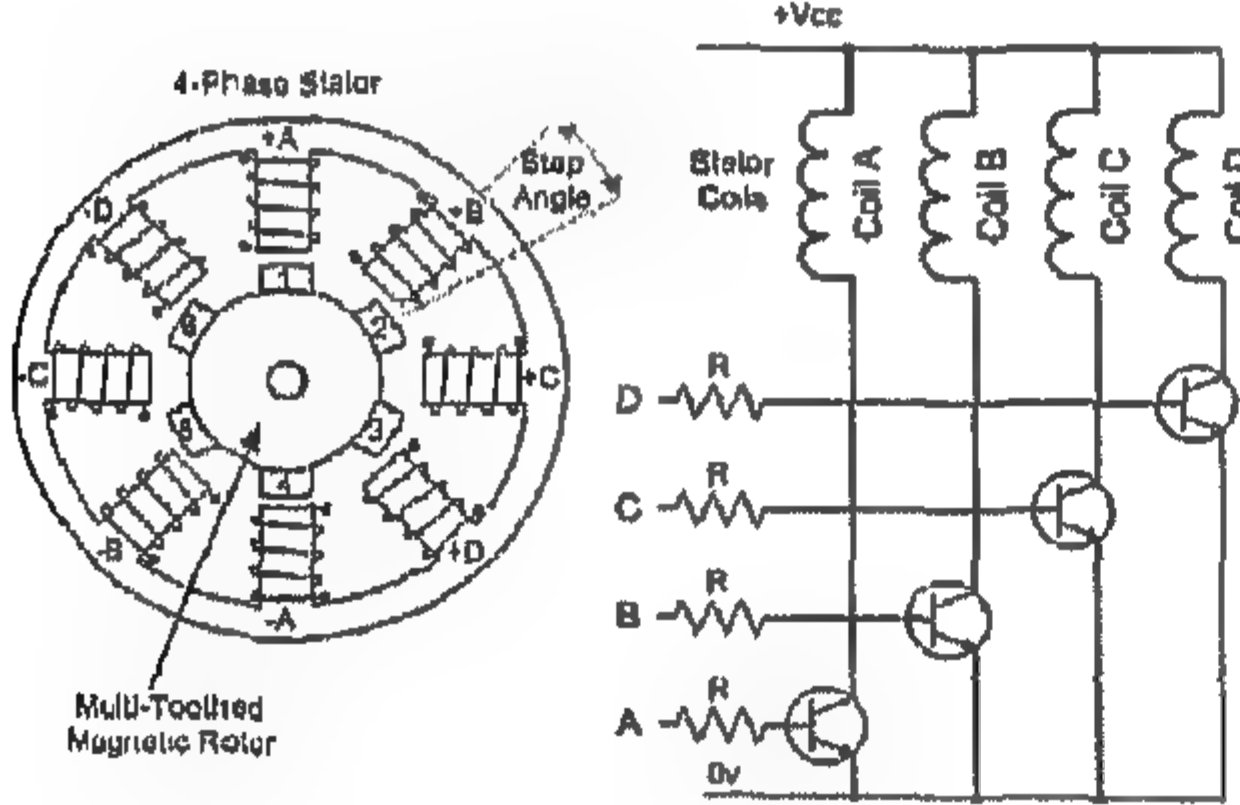 +Vcc
4-Phase Stator
+A
Step
Angle
-D
+B
Stator
Coils
Coil A
Coil B
Coil C
Coil D
1
6
2
-C
+C
5
3
4
-B
+D
-A
Multi-Toothed
Magnetic Rotor
R
D
R
C
R
B
R
A
0v